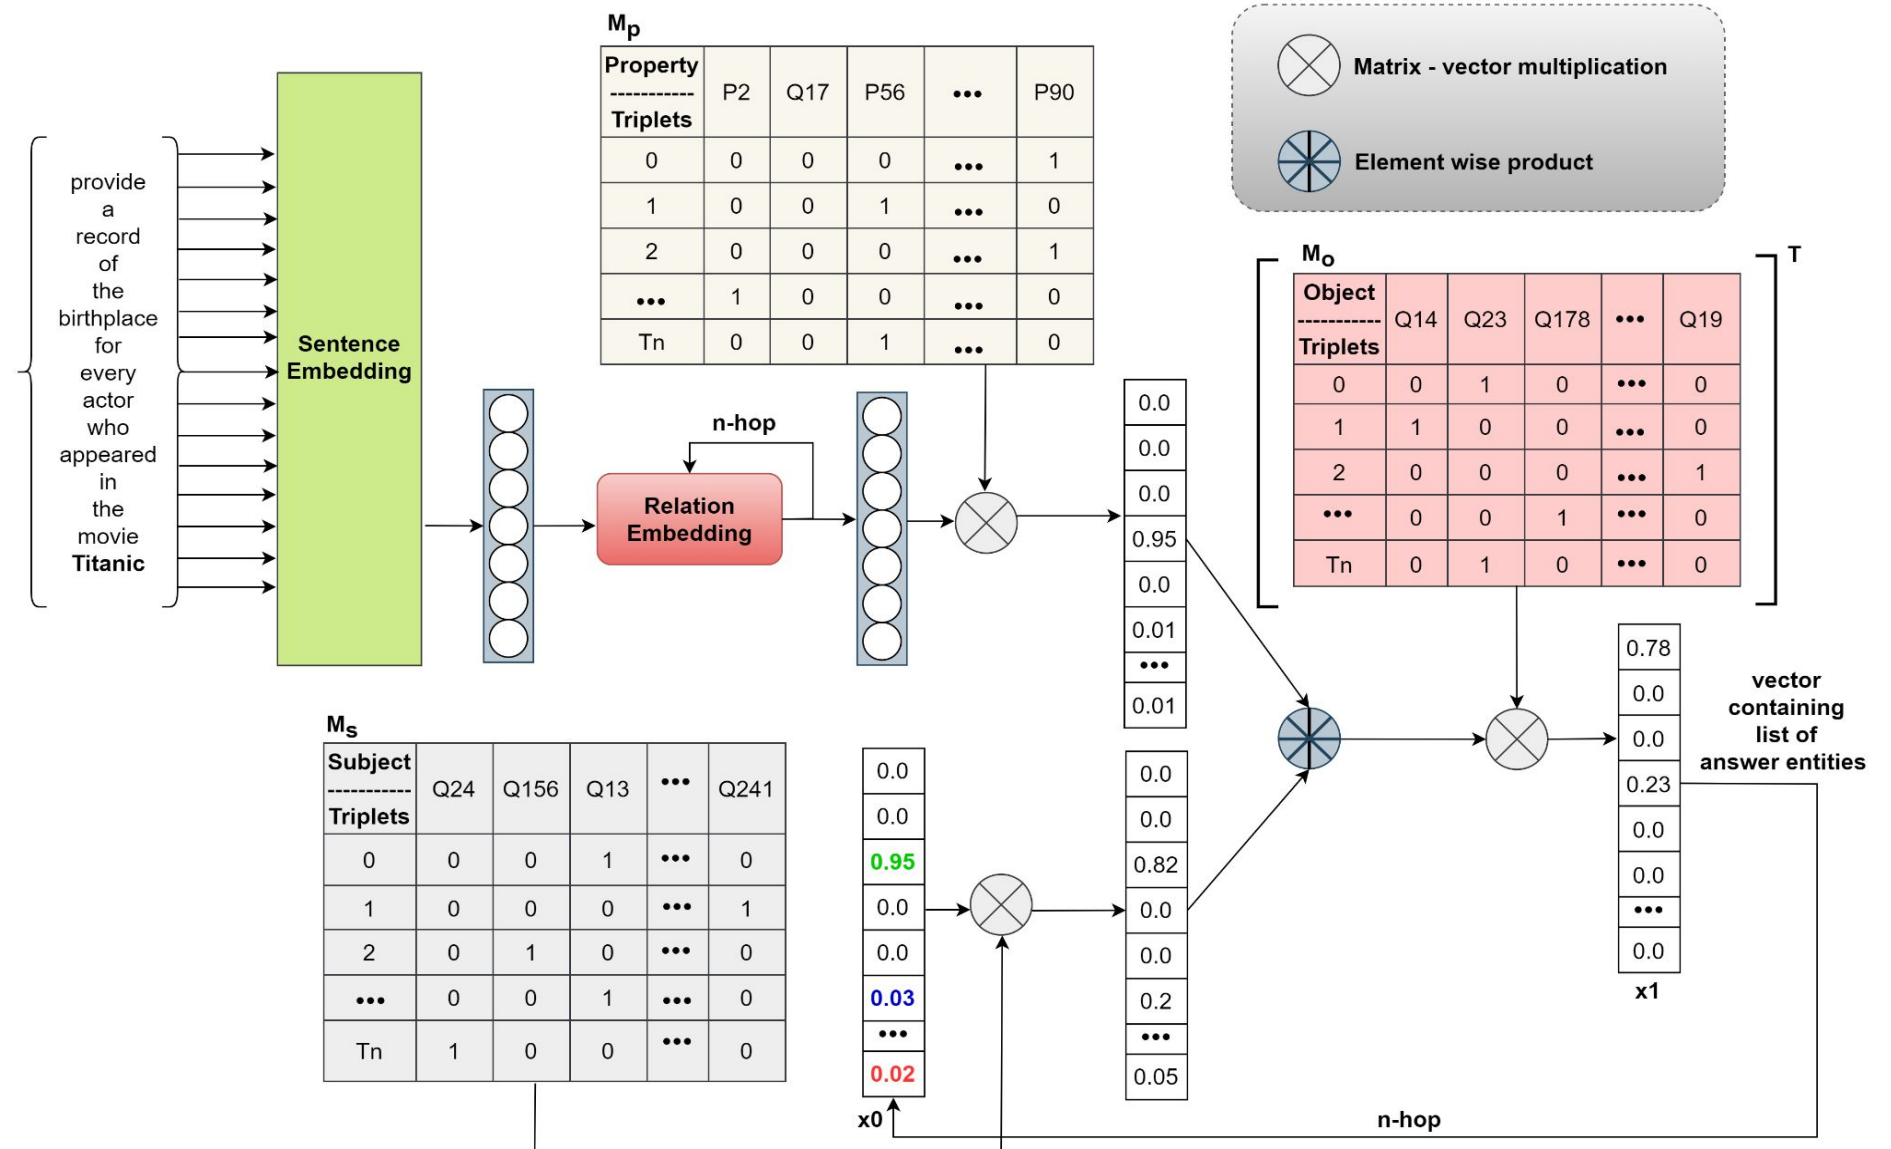 provide
a
record
of
the
birthplace
for
every
actor
who
appeared
in
the
movie
Titanic
Sentence
Embedding
Mp
Property
-----------
Triplets
P2 Q17 P56 ••• P90
0 0 0 0 ••• 1
1 0 0 1 ••• 0
2 0 0 0 ••• 1
••• 1 0 0 ••• 0
Tn 0 0 1 ••• 0
Matrix - vector multiplication
Element wise product
n-hop
Relation
Embedding
0.0
0.0
0.0
0.95
0.0
0.01
•••
0.01
Mo
T
Object
-----------
Triplets
Q14 Q23 Q178 ••• Q19
0 0 1 0 ••• 0
1 1 0 0 ••• 0
2 0 0 0 ••• 1
••• 0 0 1 ••• 0
Tn 0 1 0 ••• 0
Ms
Subject
-----------
Triplets
Q24 Q156 Q13 ••• Q241
0 0 0 1 ••• 0
1 0 0 0 ••• 1
2 0 1 0 ••• 0
••• 0 0 1 ••• 0
Tn 1 0 0 ••• 0
0.0
0.0
0.95
0.0
0.0
0.03
•••
0.02
x0
0.0
0.0
0.82
0.0
0.0
0.2
•••
0.05
0.78
0.0
0.0
0.23
0.0
0.0
•••
0.0
x1
vector
containing
list of
answer entities
n-hop